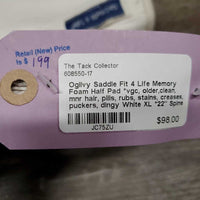 Retail (New) Price
is $199
The Tack Collector
608550-17
Ogilvy Saddle Fit 4 Life Memory
Foam Half Pad *vgc, older,clean,
mnr hair, pills, rubs, stains, creases,
puckers, dingy White XL "22" Spine
JC75ZU
$98.00